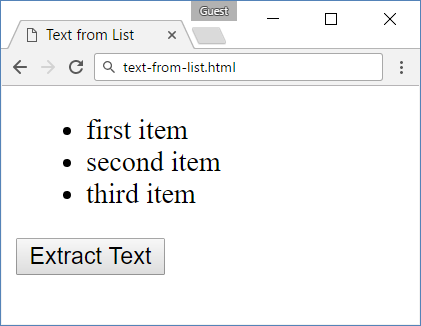 Guest
Text from List
text-from-list.html
first item
second item
third item
Extract Text